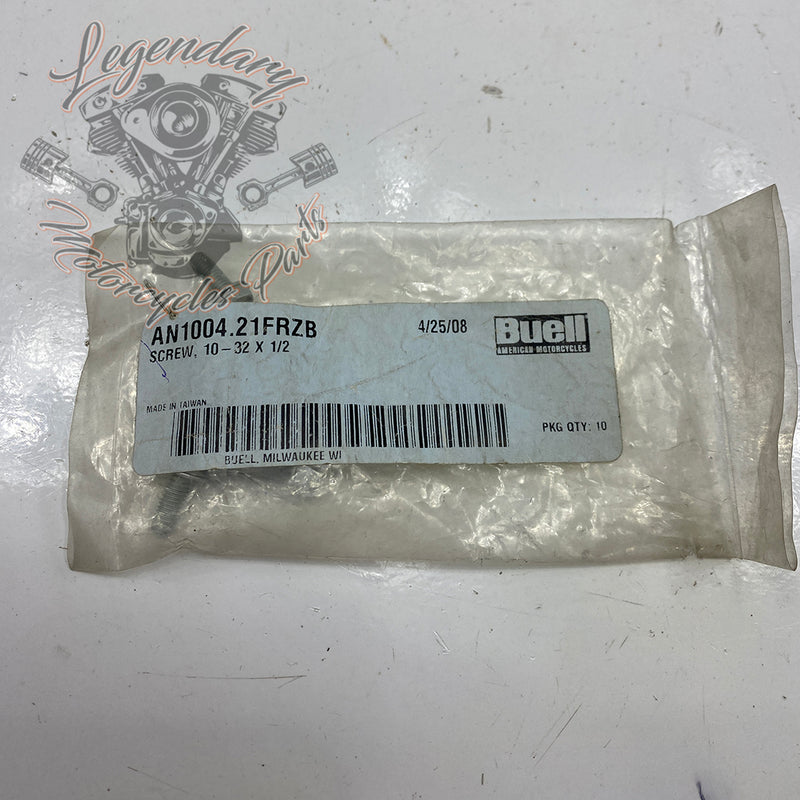 Legendary
Motorcycles Parts
AN1004.21FRZB 4/25/08 Buell
AMERICAN MOTORCYCLES
SCREW, 10-32 X 1/2
MADE IN TAIWAN
PKG QTY: 10
BUELL, MILWAUKEE WI